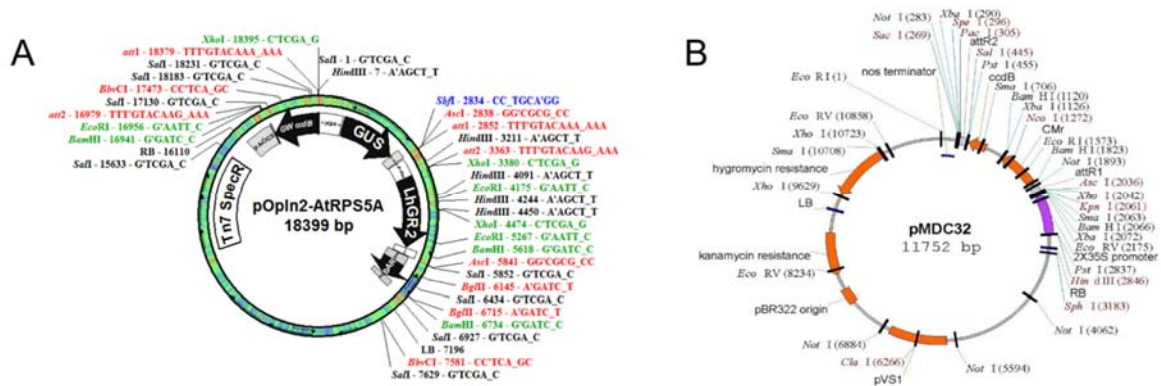 A
XhoI - 18395 - C'TCGA_G
att1 - 18379 - TTT'GTACAAA_AAA
SalI - 18231 - G'TCGA_C
SalI - 18183 - G'TCGA_C
BbvCI - 17473 - CC'TCA_GC
SalI - 17130 - G'TCGA_C
att2 - 16979 - TTT'GTACAAG_AAA
EcoRI - 16956 - G'AATT_C
BamHI - 16941 - G'GATC_C
RB - 16110
SalI - 15633 - G'TCGA_C
SalI - 1 - G'TCGA_C
HindIII - 7 - A'AGCT_T
SbfI - 2834 - CC_TGCA'GG
AscI - 2838 - GG'CGCG_CC
att1 - 2852 - TTT'GTACAAA_AAA
HindIII - 3211 - A'AGCT_T
att2 - 3363 - TTT'GTACAAG_AAA
XhoI - 3380 - C'TCGA_G
HindIII - 4091 - A'AGCT_T
EcoRI - 4175 - G'AATT_C
HindIII - 4244 - A'AGCT_T
HindIII - 4450 - A'AGCT_T
XhoI - 4474 - C'TCGA_G
EcoRI - 5267 - G'AATT_C
BamHI - 5618 - G'GATC_C
AscI - 5841 - GG'CGCG_CC
SalI - 5852 - G'TCGA_C
BglII - 6145 - A'GATC_T
SalI - 6434 - G'TCGA_C
BglII - 6715 - A'GATC_T
BamHI - 6734 - G'GATC_C
SalI - 6927 - G'TCGA_C
LB - 7196
BbvCI - 7581 - CC'TCA_GC
SalI - 7629 - G'TCGA_C
GW ccdB
GUS
LhGR2
Tn7 SpecR
pOpIn2-AtRPS5A
18399 bp
B
Xba I (290)
Not I (283)
Spe I (296)
Pac I (305)
Sac I (269)
attR2
Sal I (445)
Pst I (455)
nos terminator
ccdB
Eco RI (1)
Sma I (706)
Bam HI (1120)
Xba I (1126)
Nco I (1272)
CMr
Eco RI (1573)
Bam HI (1823)
Not I (1893)
attR1
Asc I (2036)
Xho I (2042)
Kpn I (2061)
Sma I (2063)
Bam HI (2066)
Xba I (2072)
Eco RV (2175)
2X35S promoter
Pst I (2837)
Hin dIII (2846)
RB
Sph I (3183)
Not I (4062)
Not I (5594)
pVS1
Cla I (6266)
Not I (6884)
pBR322 origin
Eco RV (8234)
kanamycin resistance
LB
Xho I (9629)
hygromycin resistance
Sma I (10708)
Xho I (10723)
Eco RV (10858)
pMDC32
11752 bp